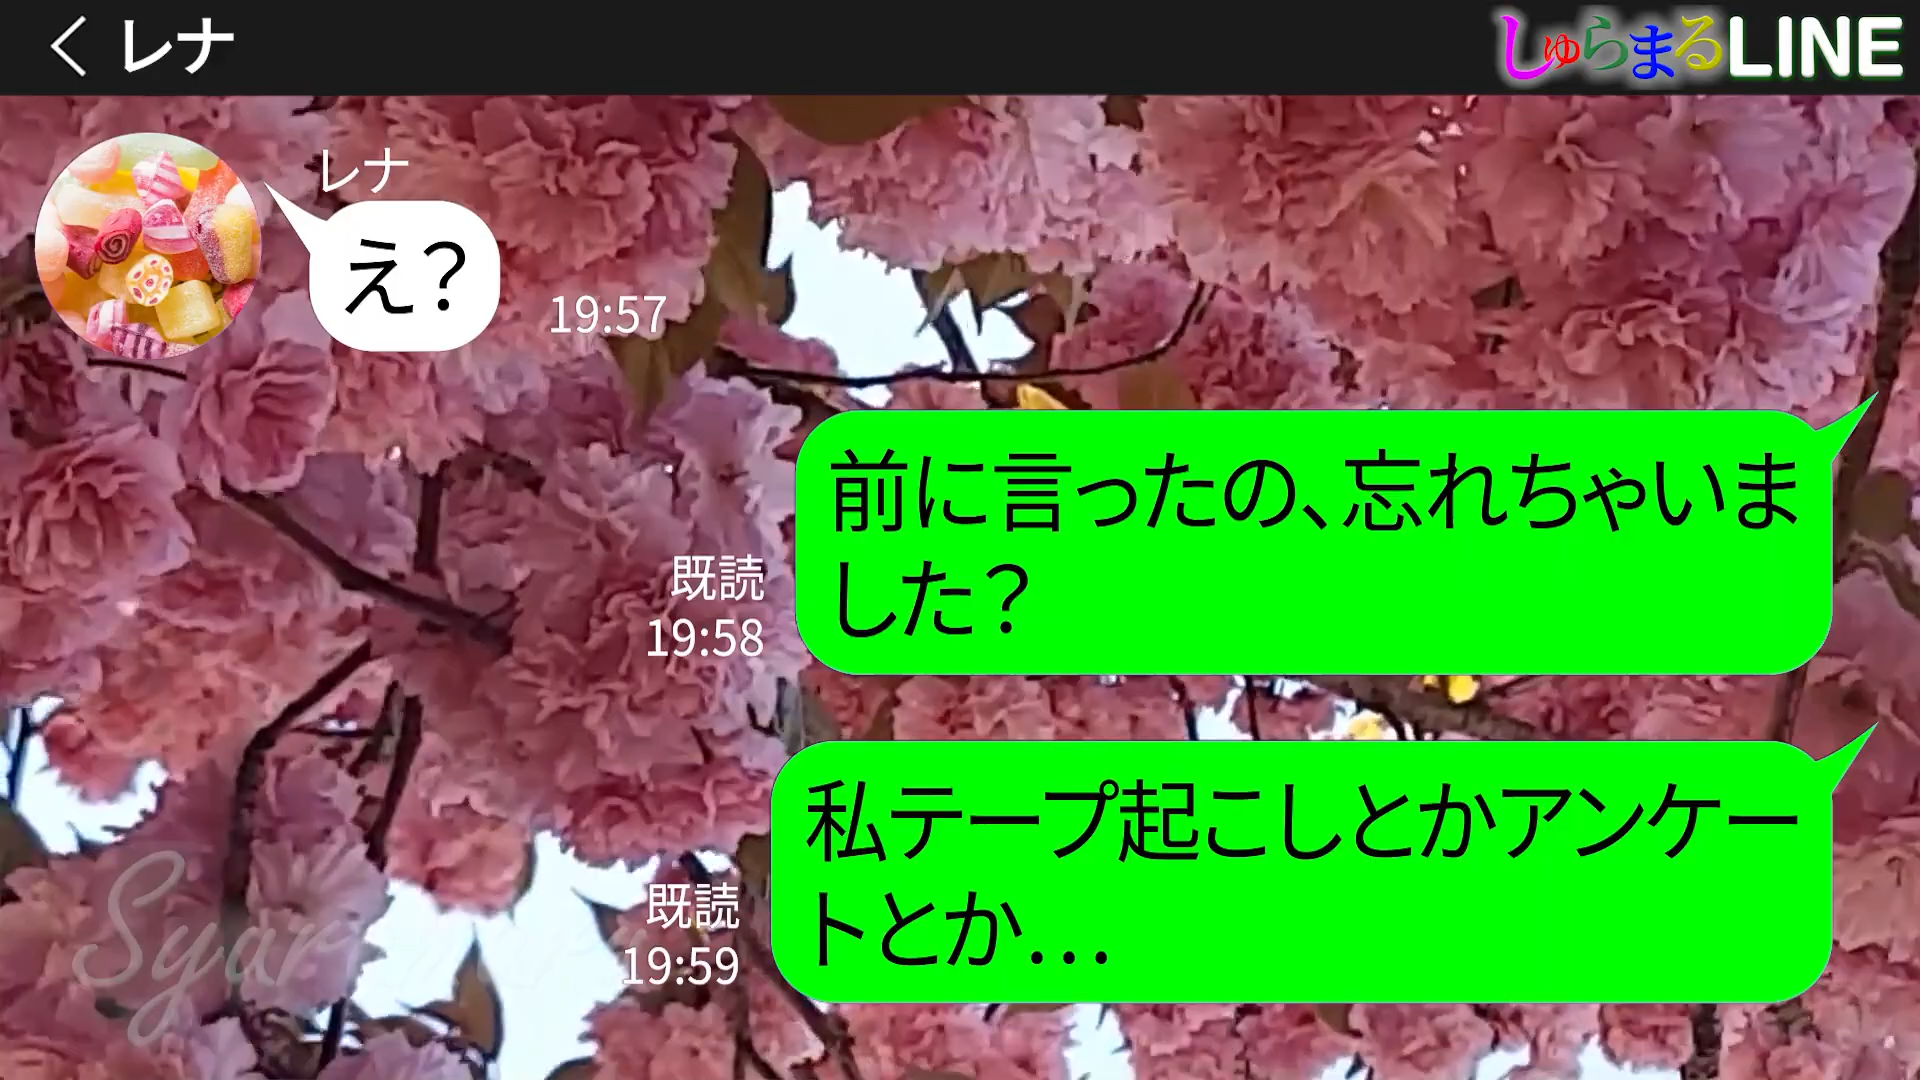 レナ
しゅらまるLINE
レナ
え？
19:57
前に言ったの、忘れちゃいま
した？
既読
19:58
私テープ起こしとかアンケー
トとか…
既読
19:59